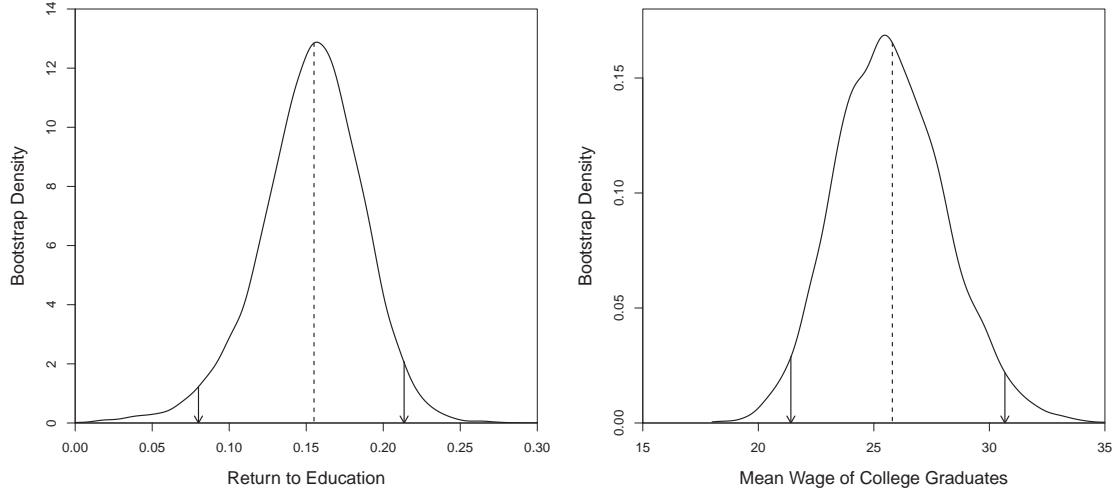 Bootstrap Density
14
12
10
8
6
4
2
0
0.00 0.05 0.10 0.15 0.20 0.25 0.30
Return to Education
Bootstrap Density
0.15
0.10
0.05
0.00
15 20 25 30 35
Mean Wage of College Graduates